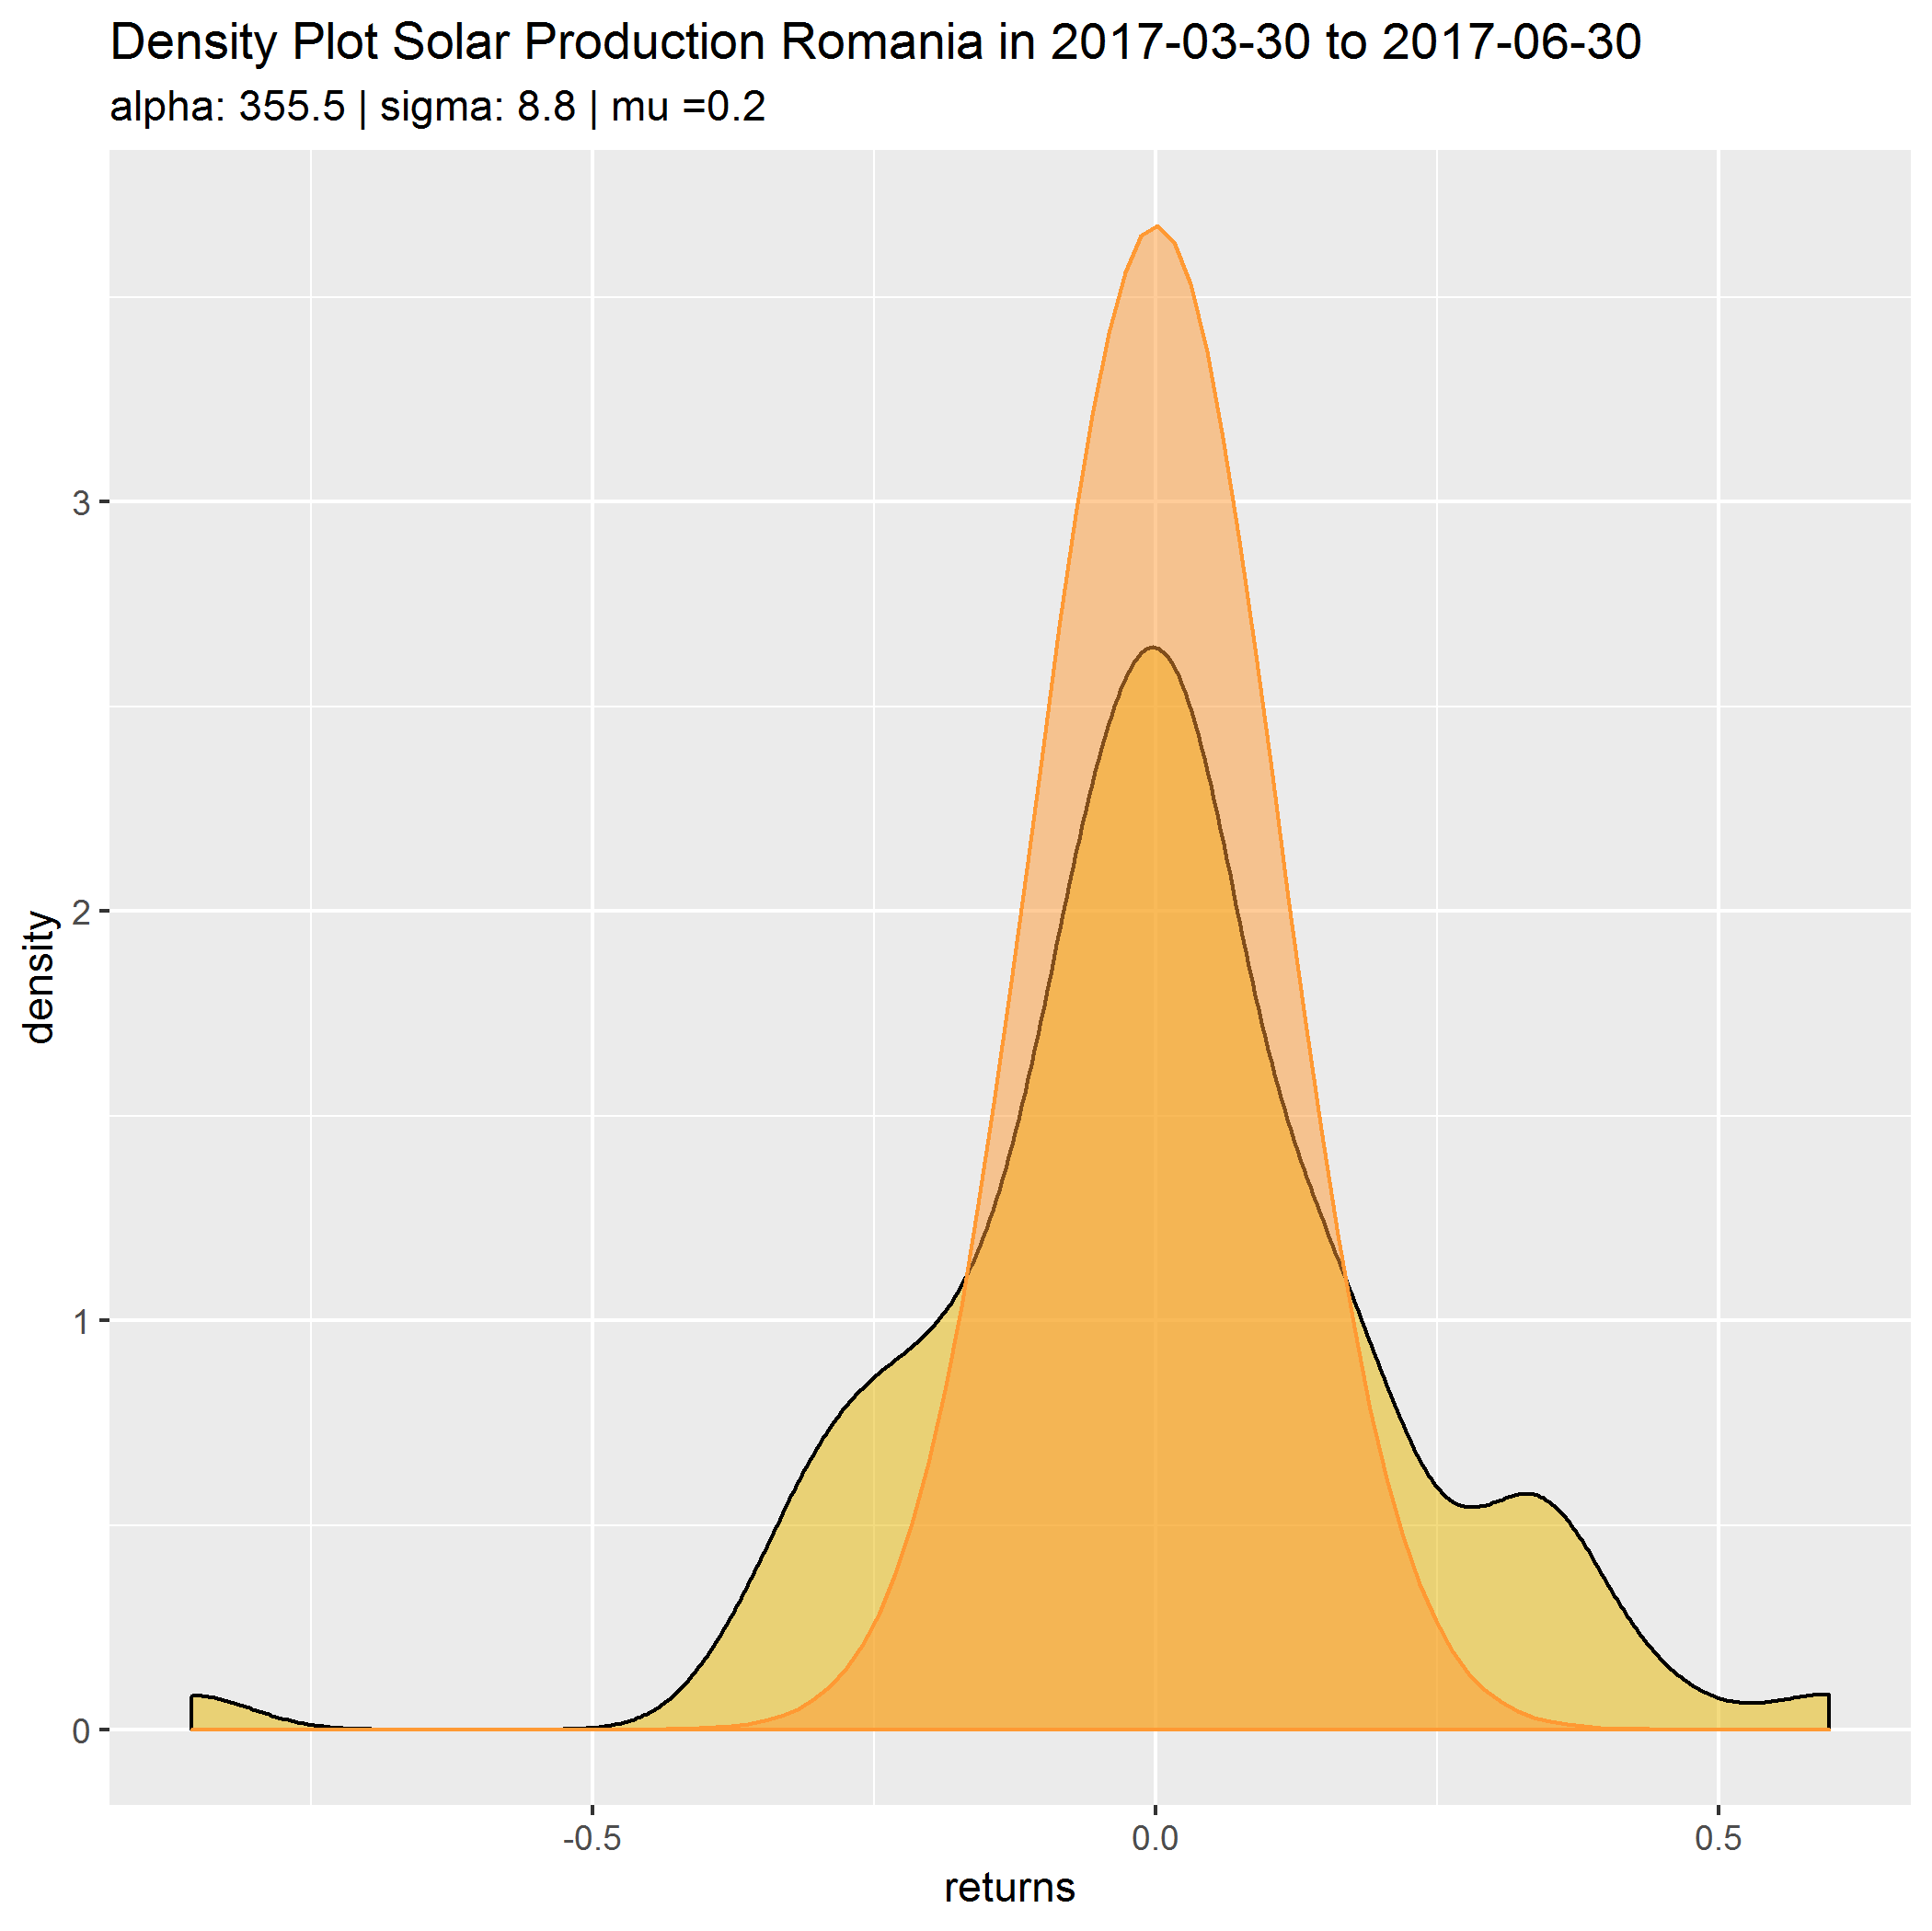 Density Plot Solar Production Romania in 2017-03-30 to 2017-06-30
alpha: 355.5 | sigma: 8.8 | mu =0.2
3
2
1
0
density
-0.5
0.0
0.5
returns